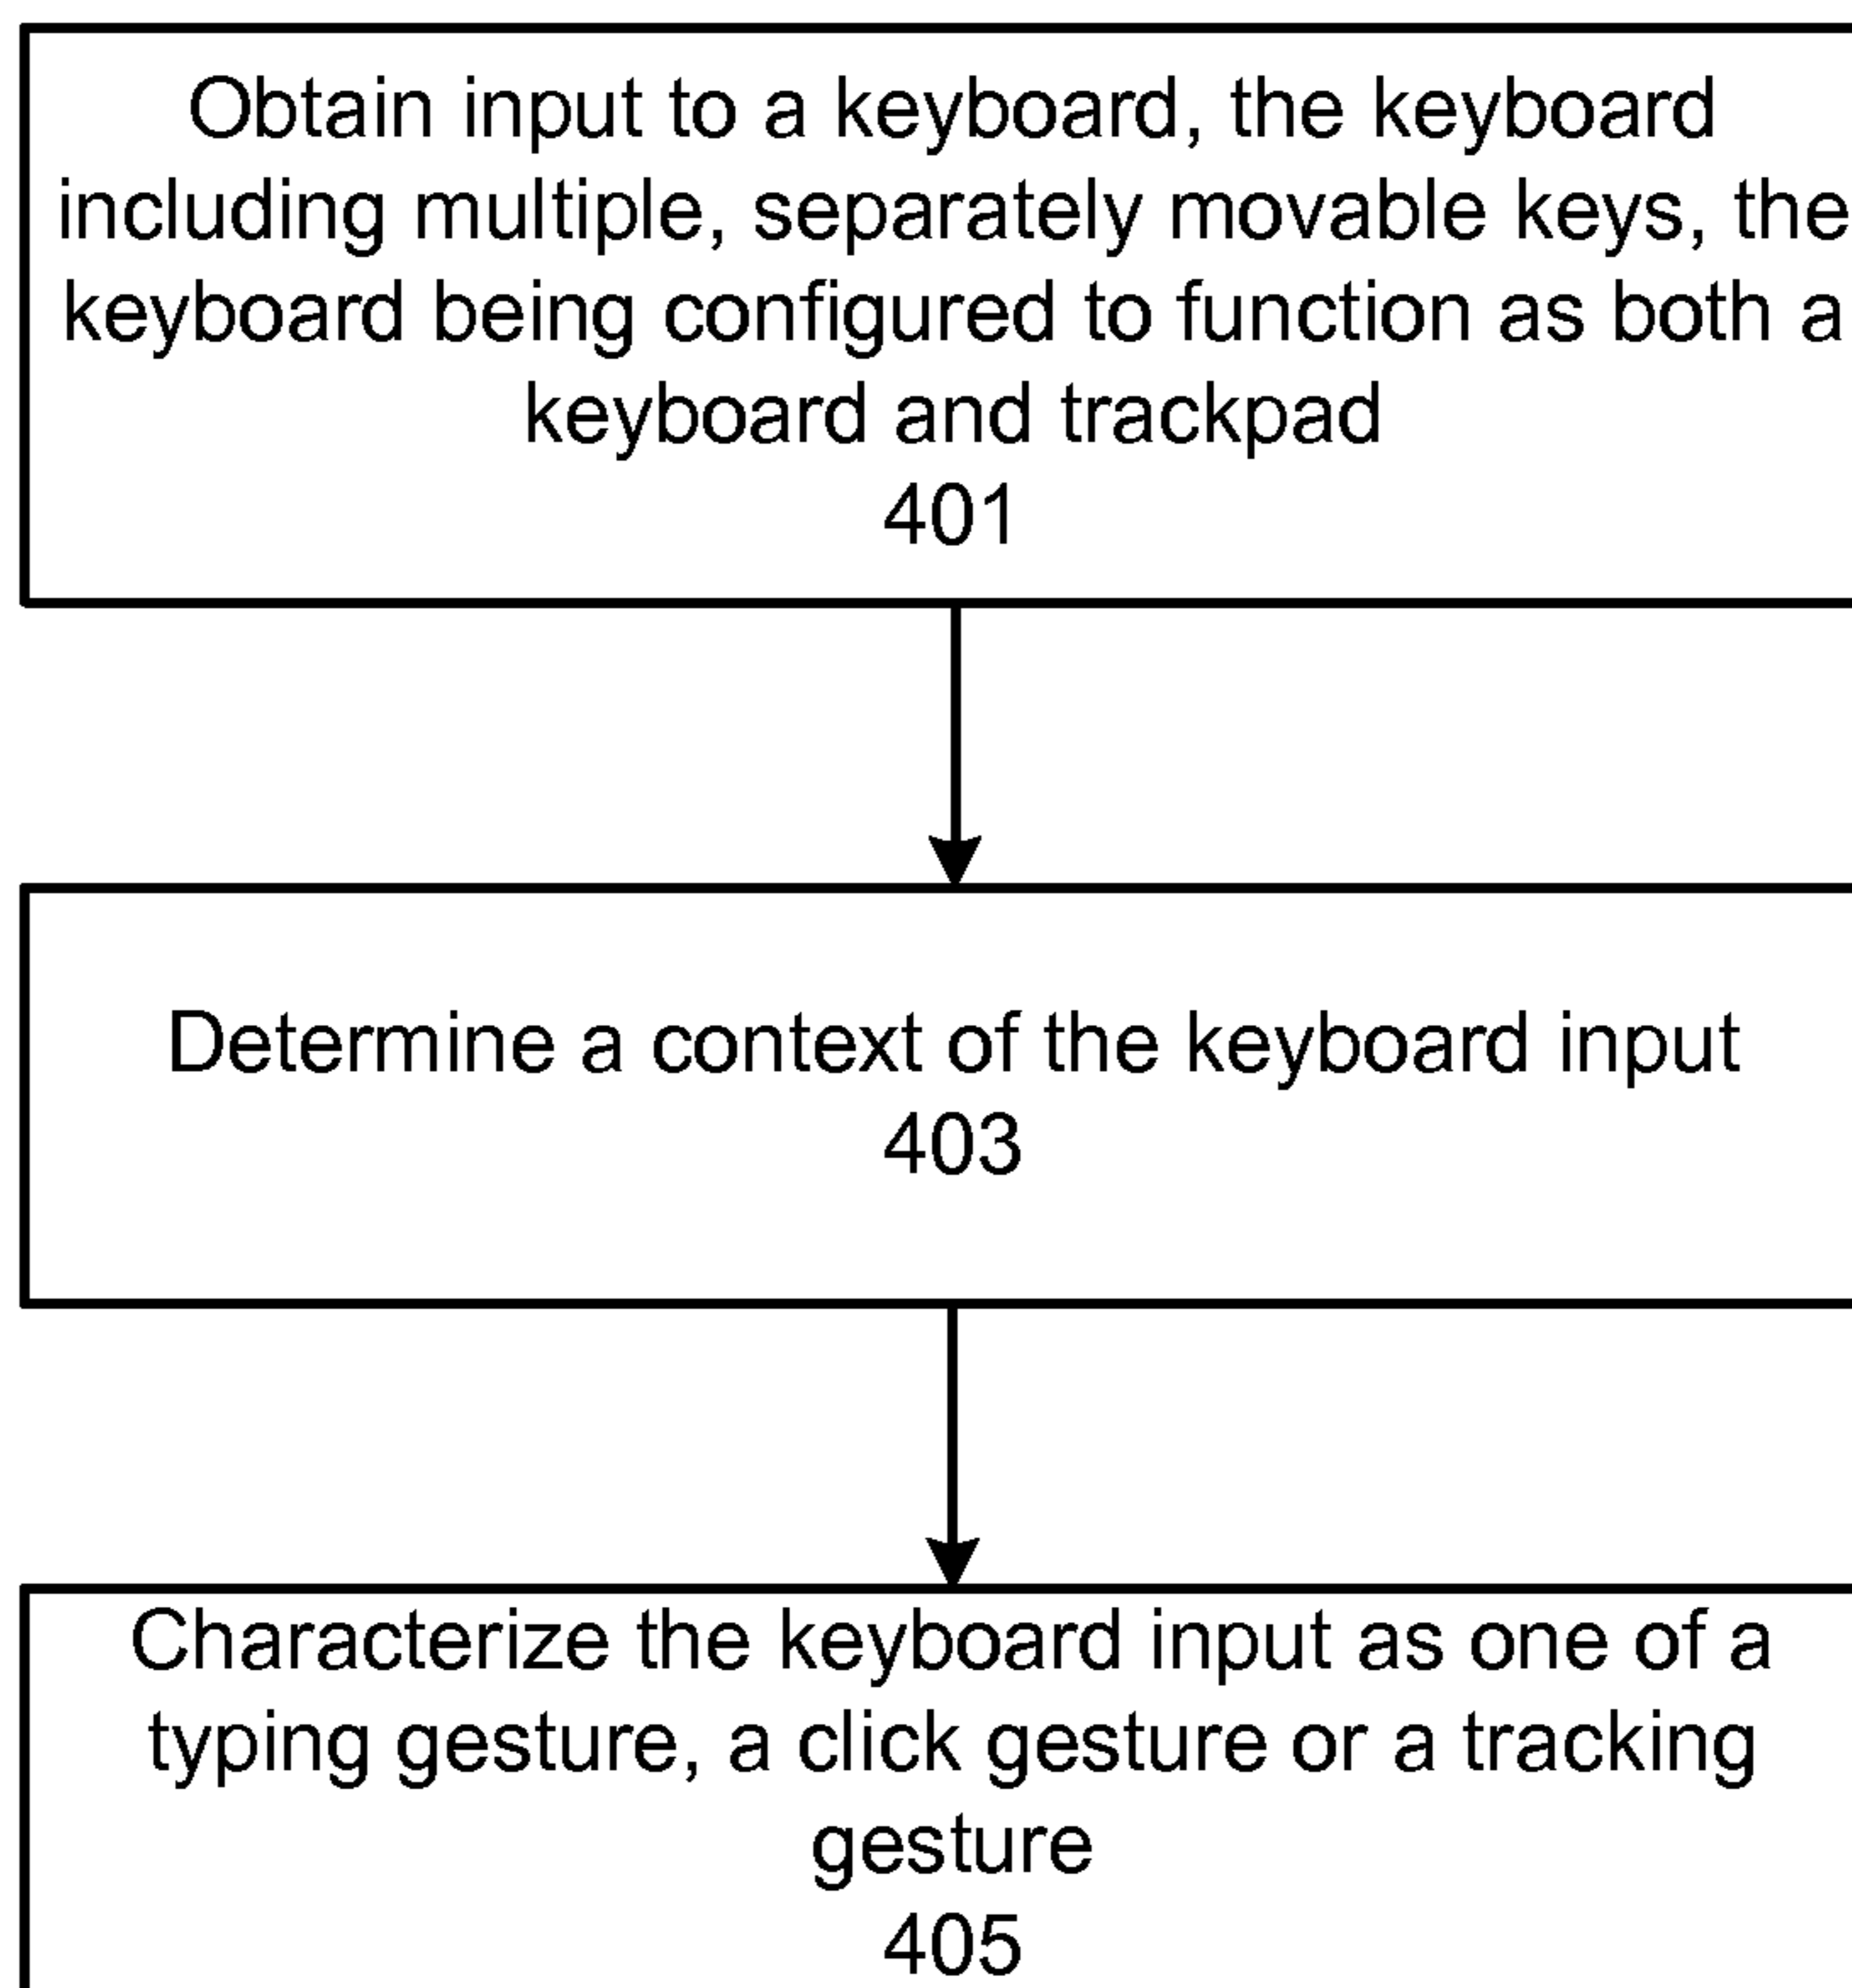 Obtain input to a keyboard, the keyboard
including multiple, separately movable keys, the
keyboard being configured to function as both a
keyboard and trackpad
401
Determine a context of the keyboard input
403
Characterize the keyboard input as one of a
typing gesture, a click gesture or a tracking
gesture
405